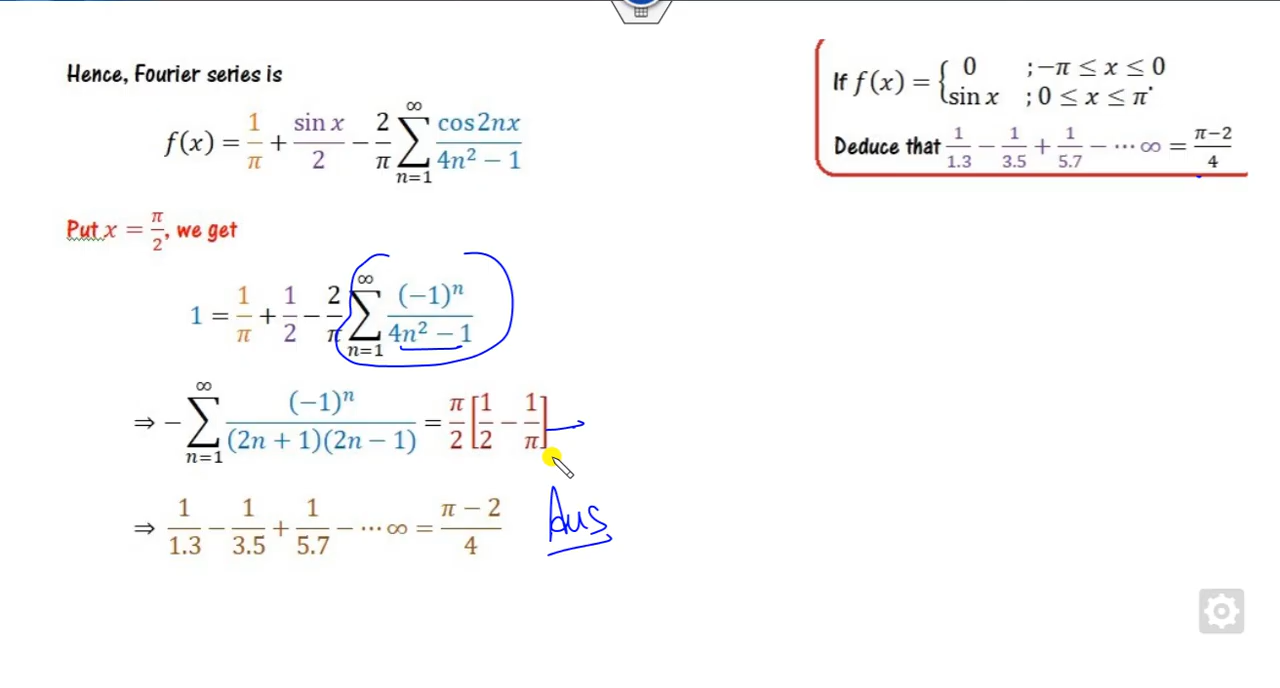 Hence, Fourier series is
f(x) = 1/π + sin x/2 − 2/π ∑_{n=1}^{∞} cos2nx/(4n² − 1)
Put x = π/2, we get
1 = 1/π + 1/2 − 2/π ∑_{n=1}^{∞} (−1)ⁿ/(4n² − 1)
⇒ − ∑_{n=1}^{∞} (−1)ⁿ/((2n + 1)(2n − 1)) = π/2 [1/2 − 1/π]
⇒ 1/1.3 − 1/3.5 + 1/5.7 − ⋯ ∞ = (π − 2)/4
Ans
If f(x) = { 0 ; −π ≤ x ≤ 0
sin x ; 0 ≤ x ≤ π ·
Deduce that 1/1.3 − 1/3.5 + 1/5.7 − ⋯ ∞ = (π−2)/4